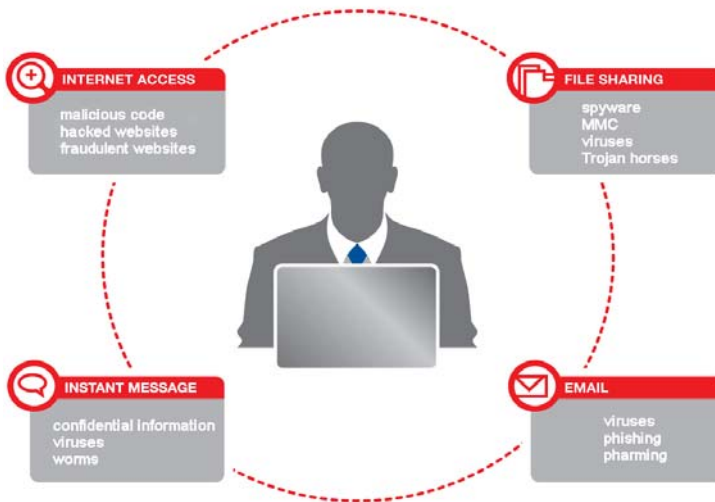 INTERNET ACCESS
malicious code
hacked websites
fraudulent websites
FILE SHARING
spyware
MMC
viruses
Trojan horses
INSTANT MESSAGE
confidential information
viruses
worms
EMAIL
viruses
phishing
pharming